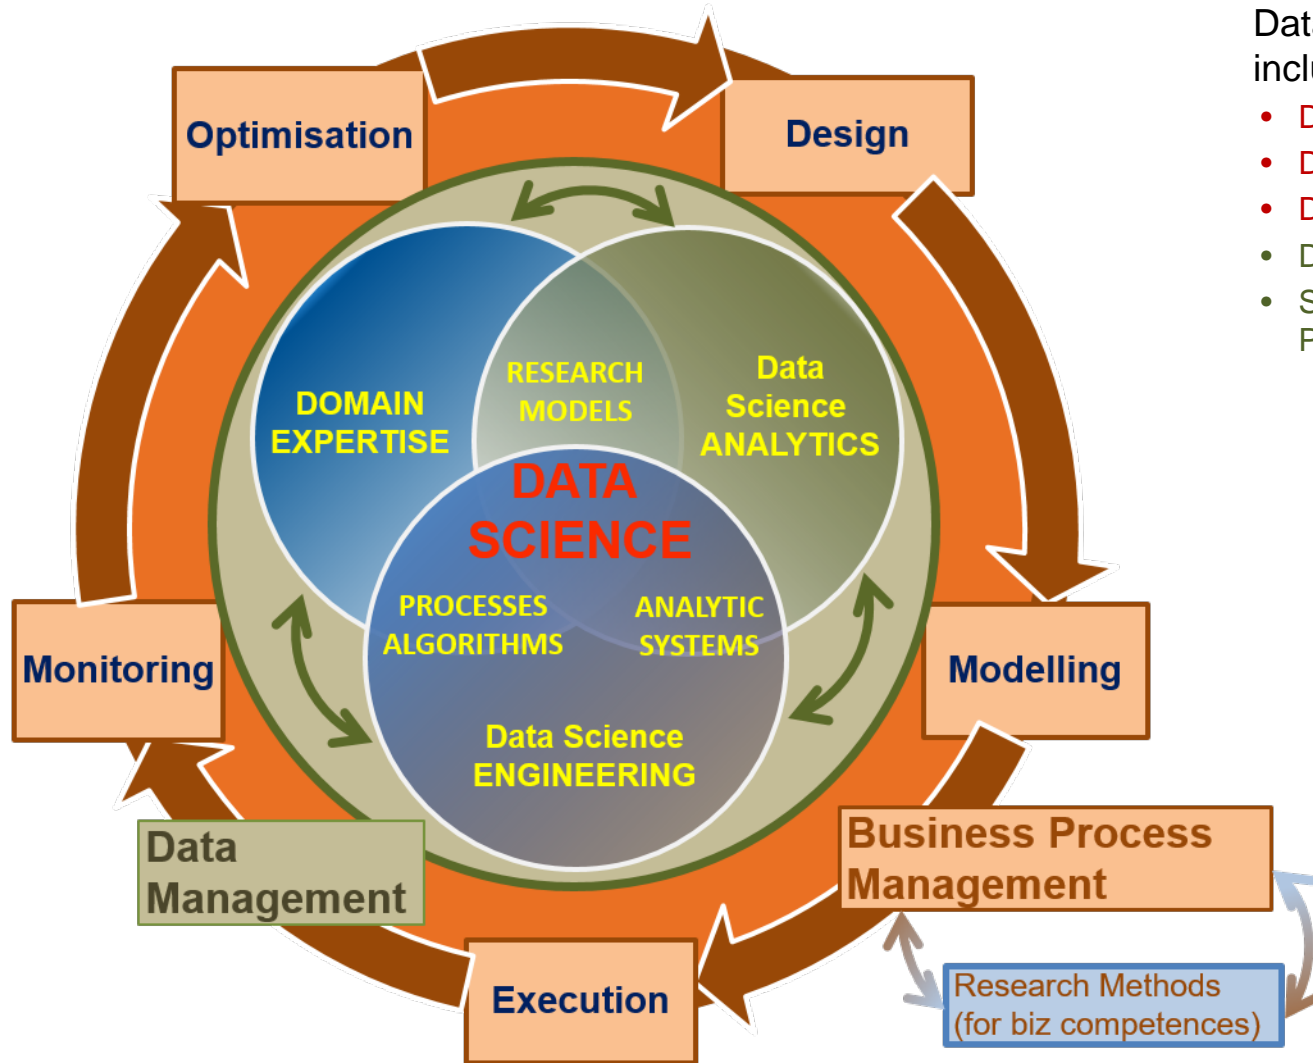 Optimisation
Design
DOMAIN
EXPERTISE
RESEARCH
MODELS
Data
Science
ANALYTICS
DATA
SCIENCE
PROCESSES
ALGORITHMS
ANALYTIC
SYSTEMS
Data Science
ENGINEERING
Monitoring
Modelling
Data
Management
Business Process
Management
Execution
Research Methods
(for biz competences)